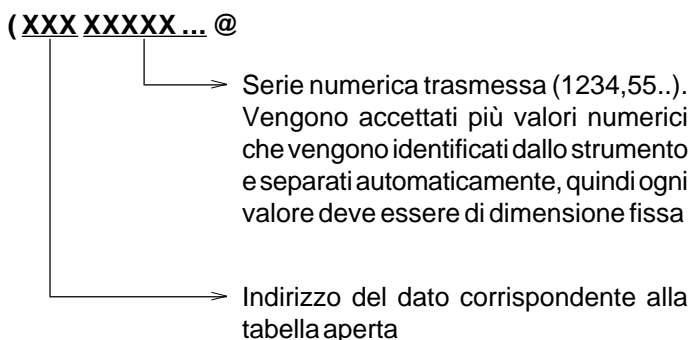 ( XXX XXXXX ... @
Serie numerica trasmessa (1234,55..).
Vengono accettati più valori numerici
che vengono identificati dallo strumento
e separati automaticamente, quindi ogni
valore deve essere di dimensione fissa
Indirizzo del dato corrispondente alla
tabella aperta